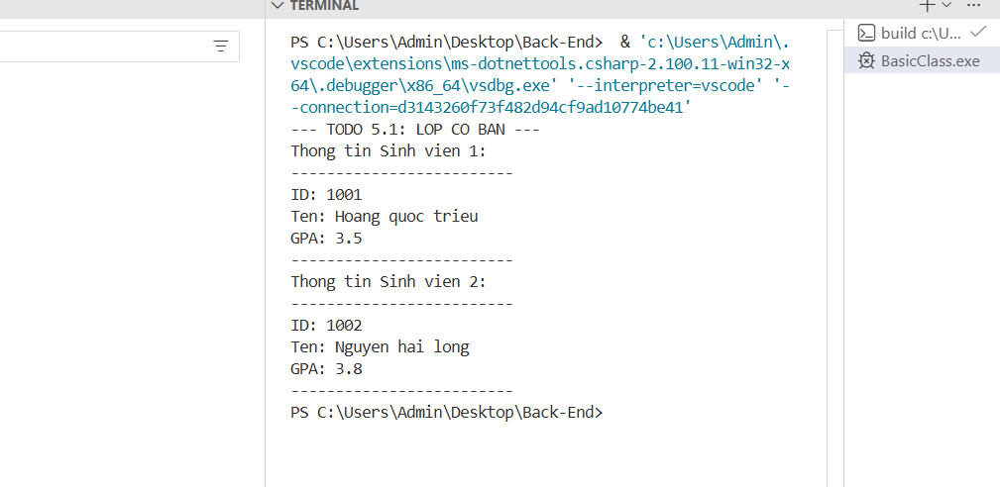 TERMINAL
PS C:\Users\Admin\Desktop\Back-End>  & 'c:\Users\Admin\.
vscode\extensions\ms-dotnettools.csharp-2.100.11-win32-x
64\.debugger\x86_64\vsdbg.exe' '--interpreter=vscode' '-
-connection=d3143260f73f482d94cf9ad10774be41'
--- TODO 5.1: LOP CO BAN ---
Thong tin Sinh vien 1:
-------------------------
ID: 1001
Ten: Hoang quoc trieu
GPA: 3.5
-------------------------
Thong tin Sinh vien 2:
-------------------------
ID: 1002
Ten: Nguyen hai long
GPA: 3.8
-------------------------
PS C:\Users\Admin\Desktop\Back-End>
build c:\U...
BasicClass.exe